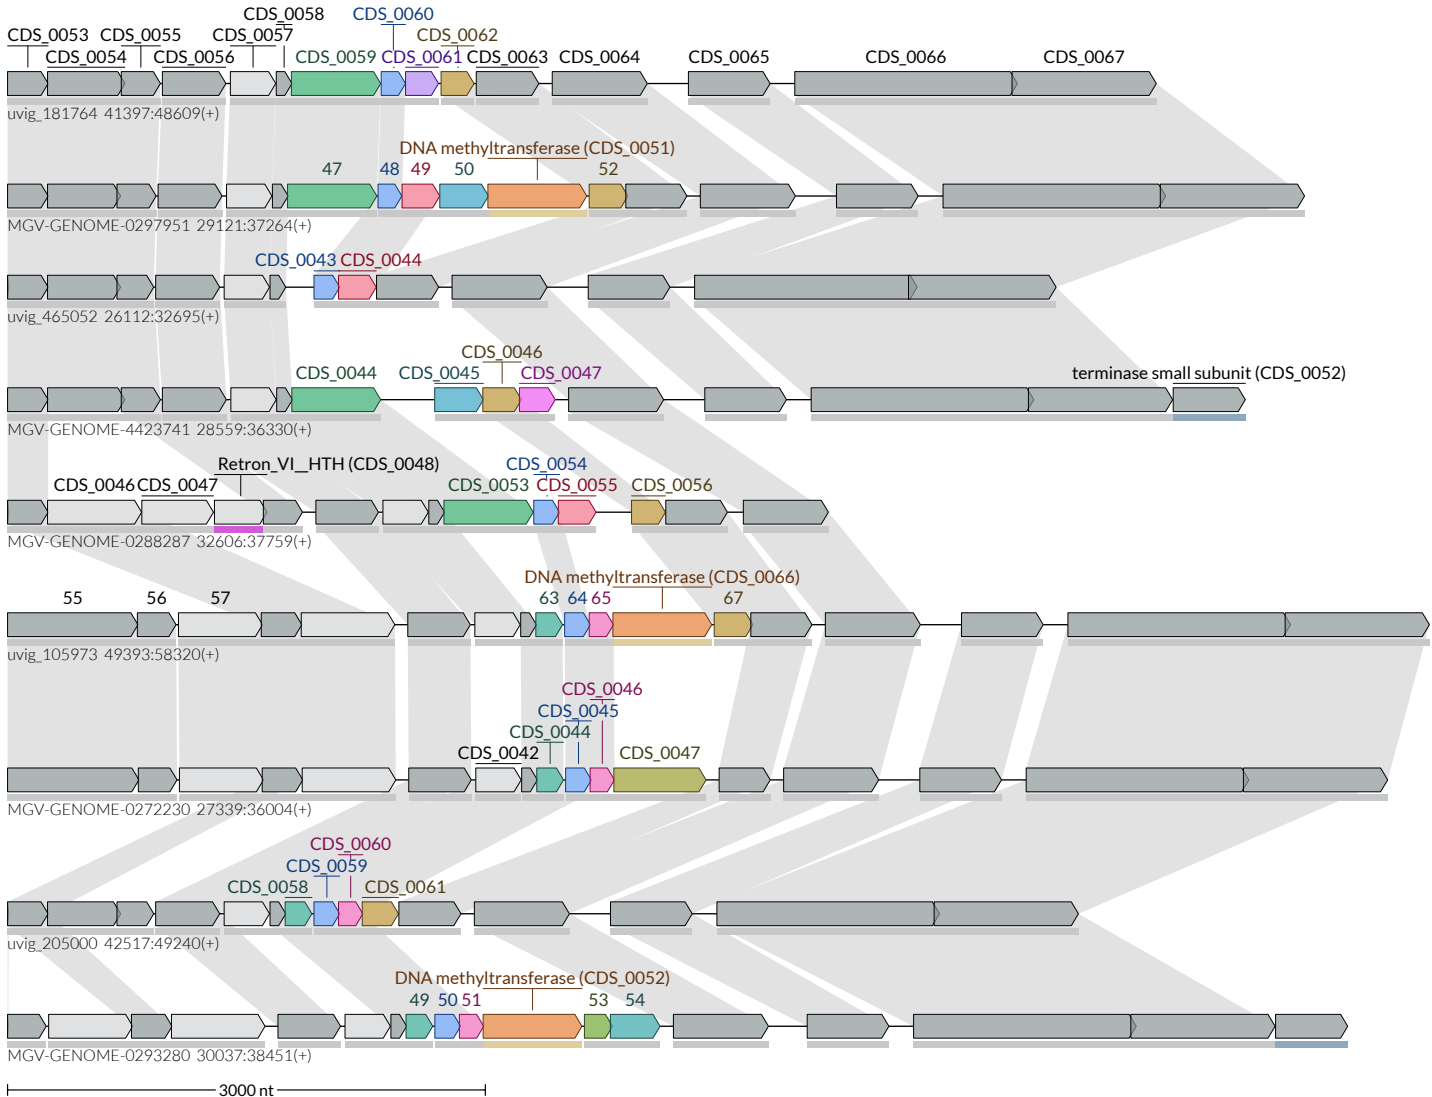 CDS_0058 CDS_0060
CDS_0053 CDS_0055 CDS_0057 CDS_0062
CDS_0054 CDS_0056 CDS_0059 CDS_0061 CDS_0063 CDS_0064 CDS_0065 CDS_0066 CDS_0067
uvig_181764 41397:48609(+)
DNA methyltransferase (CDS_0051)
47 48 49 50 52
MGV-GENOME-0297951 29121:37264(+)
CDS_0043 CDS_0044
uvig_465052 26112:32695(+)
CDS_0046
CDS_0044 CDS_0045 CDS_0047 terminase small subunit (CDS_0052)
MGV-GENOME-4423741 28559:36330(+)
Retron_VI__HTH (CDS_0048) CDS_0054
CDS_0046 CDS_0047 CDS_0053 CDS_0055 CDS_0056
MGV-GENOME-0288287 32606:37759(+)
DNA methyltransferase (CDS_0066)
55 56 57 63 64 65 67
uvig_105973 49393:58320(+)
CDS_0046
CDS_0045
CDS_0044
CDS_0042 CDS_0047
MGV-GENOME-0272230 27339:36004(+)
CDS_0060
CDS_0059
CDS_0058 CDS_0061
uvig_205000 42517:49240(+)
DNA methyltransferase (CDS_0052)
49 50 51 53 54
MGV-GENOME-0293280 30037:38451(+)
3000 nt